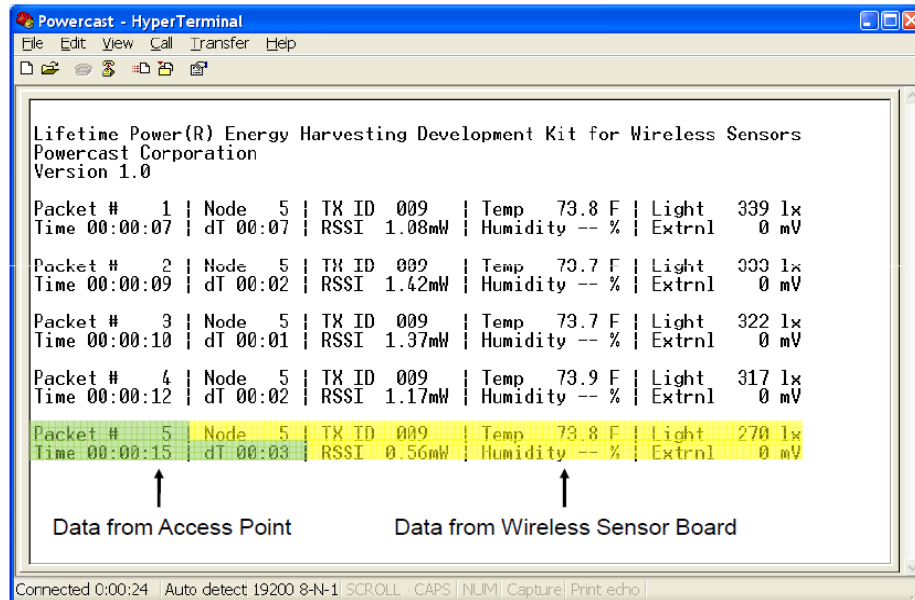 Powercast - HyperTerminal
File Edit View Call Transfer Help
Lifetime Power(R) Energy Harvesting Development Kit for Wireless Sensors
Powercast Corporation
Version 1.0
Packet # 1 | Node 5 | TX ID 009 | Temp 73.8 F | Light 339 lx
Time 00:00:07 | dT 00:07 | RSSI 1.08mW | Humidity -- % | Extrnl 0 mV
Packet # 2 | Node 5 | TX ID 009 | Temp 73.7 F | Light 333 lx
Time 00:00:09 | dT 00:02 | RSSI 1.42mW | Humidity -- % | Extrnl 0 mV
Packet # 3 | Node 5 | TX ID 009 | Temp 73.7 F | Light 322 lx
Time 00:00:10 | dT 00:01 | RSSI 1.37mW | Humidity -- % | Extrnl 0 mV
Packet # 4 | Node 5 | TX ID 009 | Temp 73.9 F | Light 317 lx
Time 00:00:12 | dT 00:02 | RSSI 1.17mW | Humidity -- % | Extrnl 0 mV
Packet # 5 | Node 5 | TX ID 009 | Temp 73.8 F | Light 270 lx
Time 00:00:15 | dT 00:03 | RSSI 0.56mW | Humidity -- % | Extrnl 0 mV
Data from Access Point Data from Wireless Sensor Board
Connected 0:00:24 Auto detect 19200 8-N-1 SCROLL CAPS NUM Capture Print echo